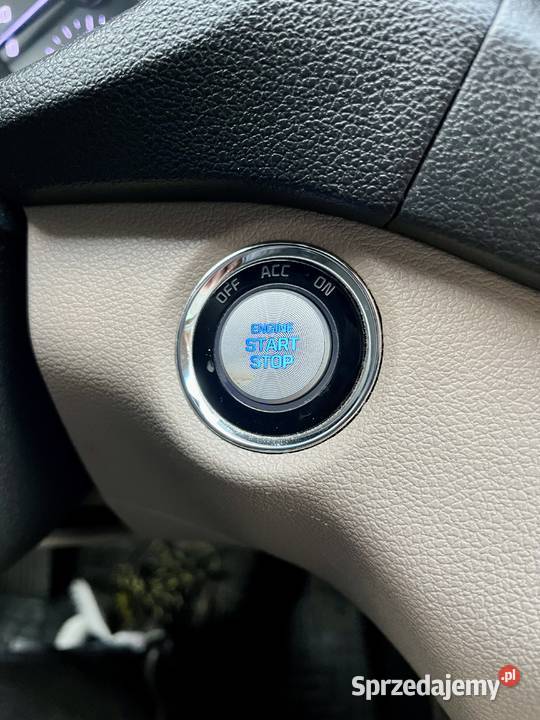 OFF ACC ON
ENGINE
START
STOP
Sprzedajemy.pl